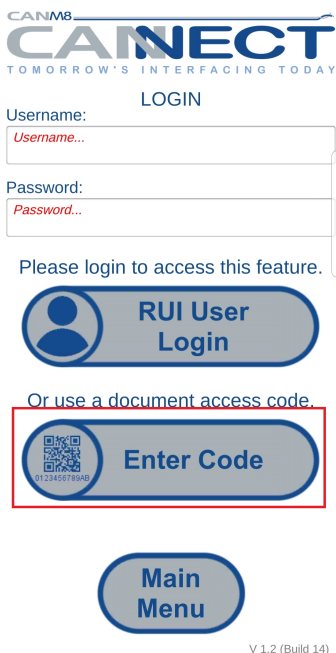 CANM8
CANNECT
TOMORROW'S INTERFACING TODAY
LOGIN
Username:
Username...
Password:
Password...
Please login to access this feature.
RUI User
Login
Or use a document access code.
Enter Code
0123456789AB
Main
Menu
V 1.2 (Build 14)